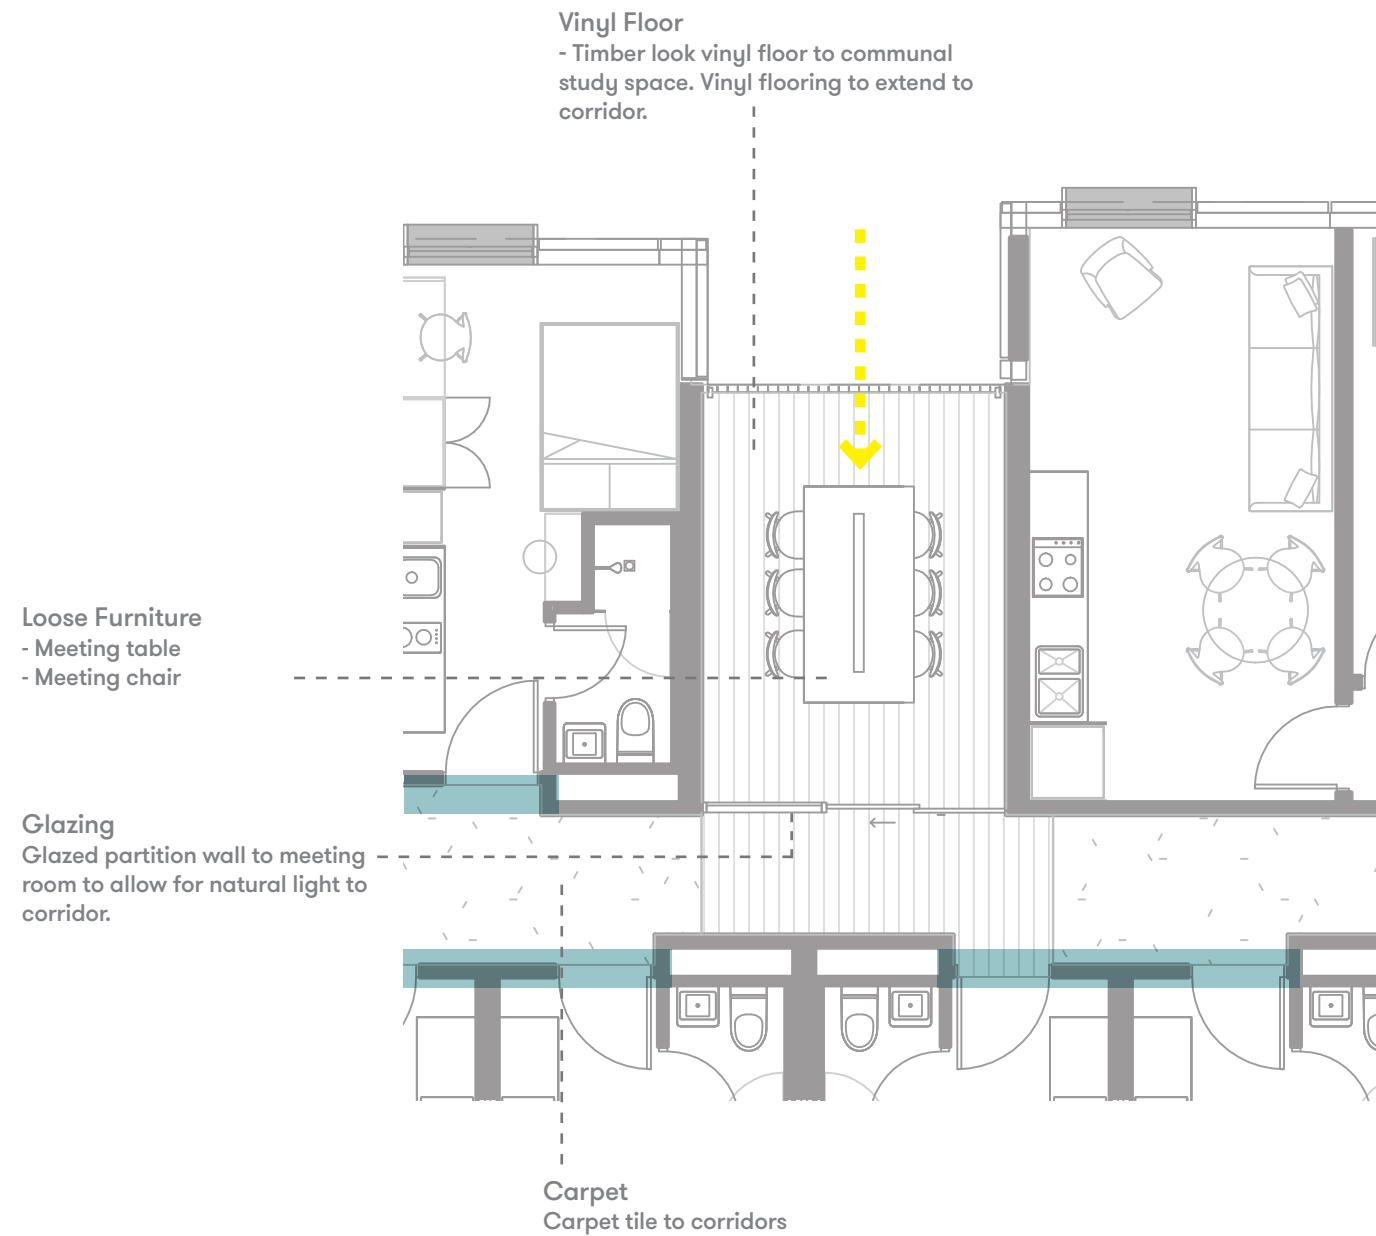 Vinyl Floor
- Timber look vinyl floor to communal
study space. Vinyl flooring to extend to
corridor.
Loose Furniture
- Meeting table
- Meeting chair
Glazing
Glazed partition wall to meeting
room to allow for natural light to
corridor.
Carpet
Carpet tile to corridors